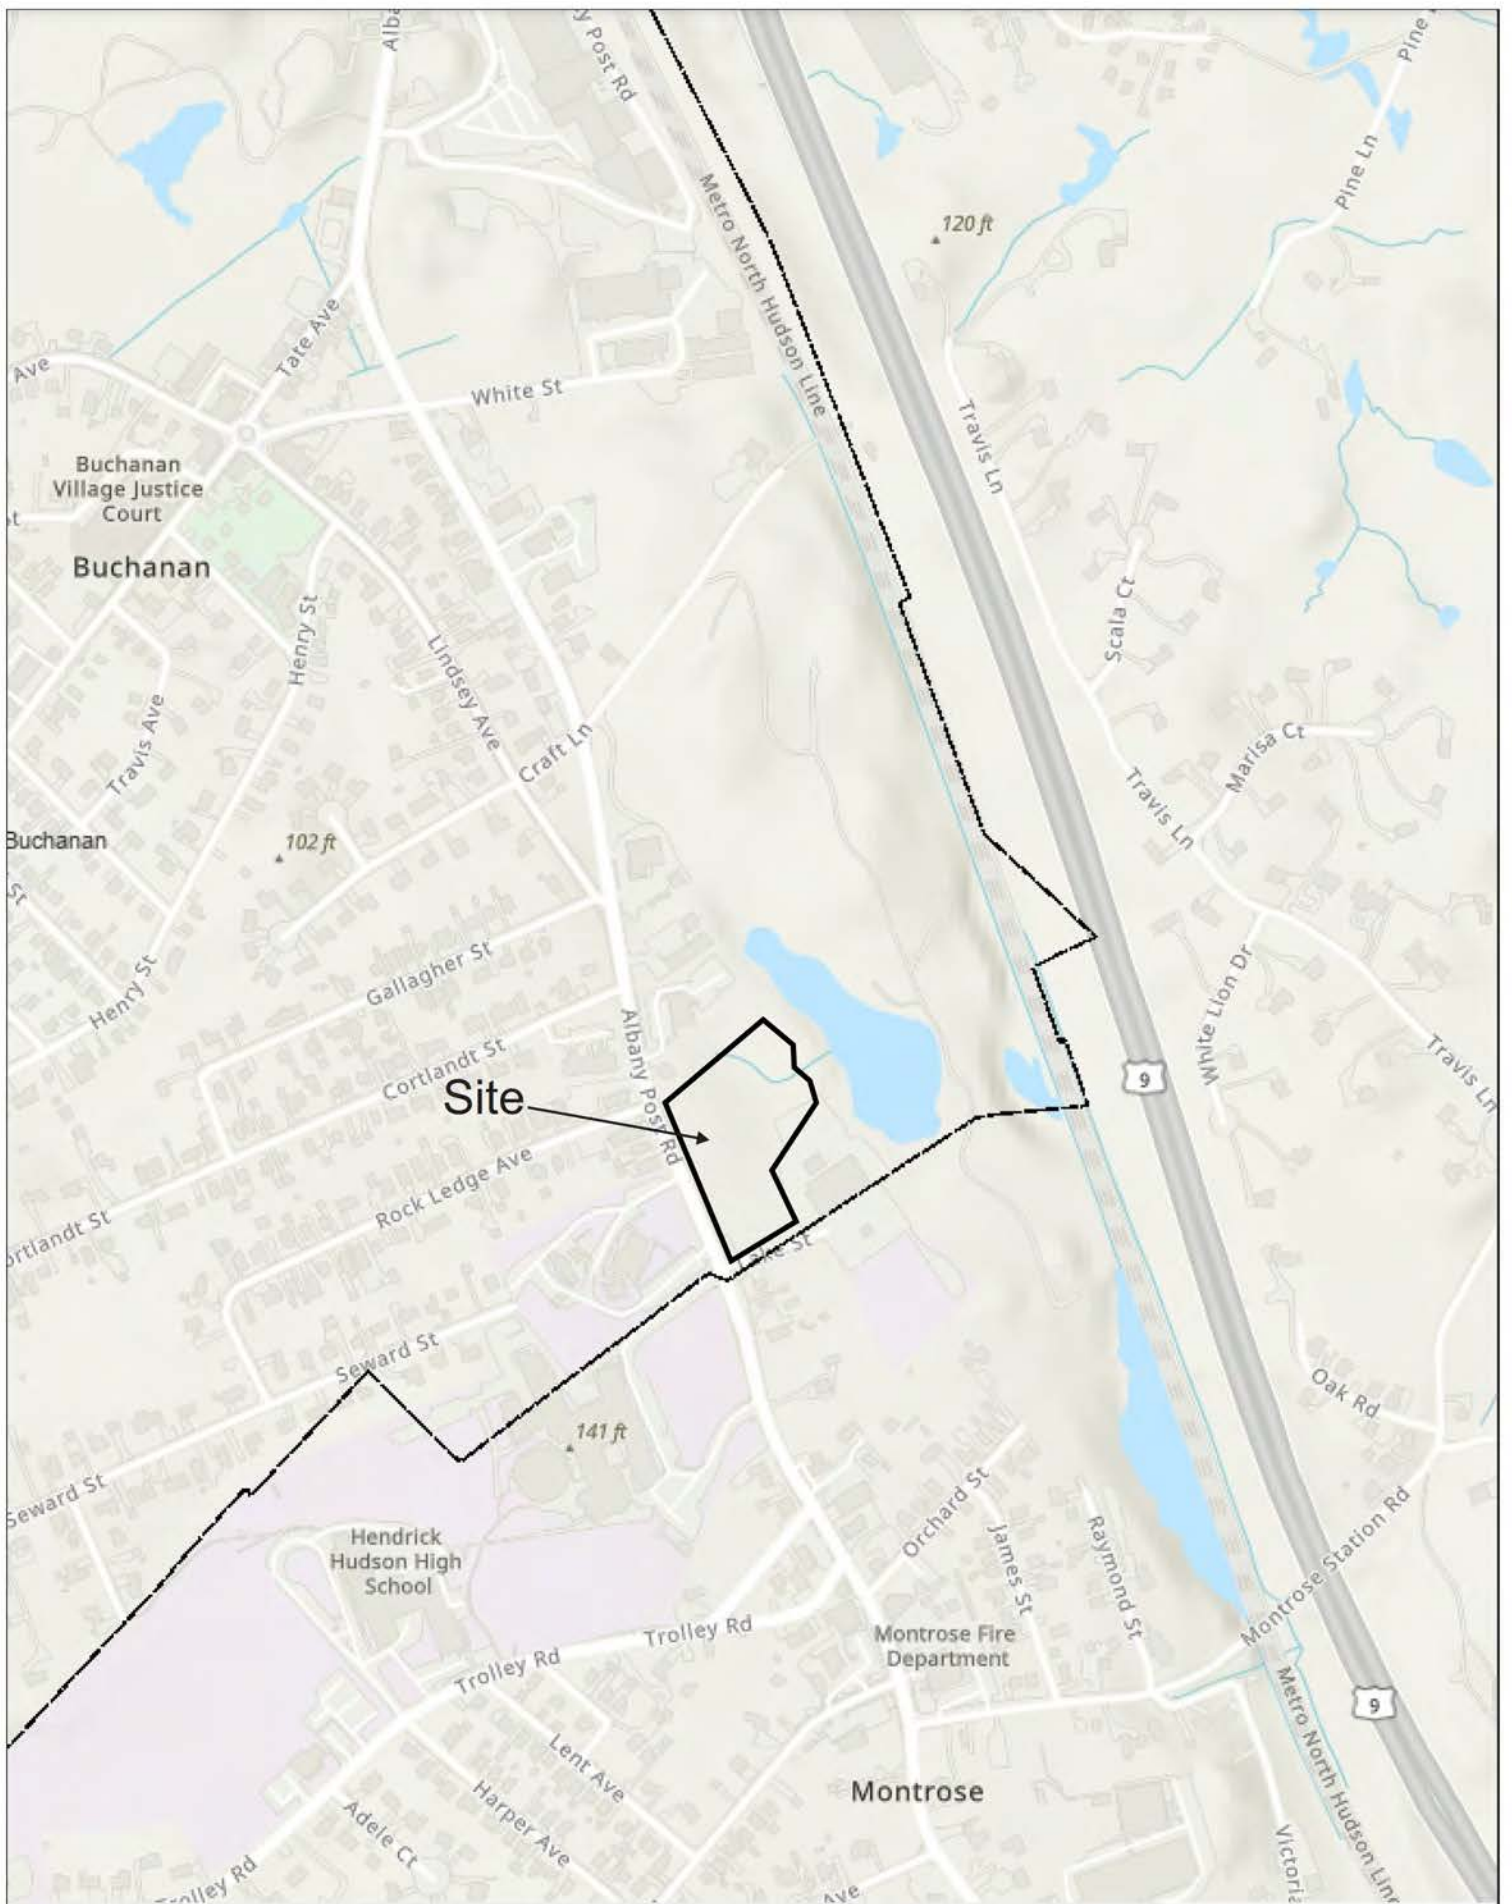 Alba
y Post Rd
Pine
Pine Ln
Metro North Hudson Line
120 ft
Tate Ave
Ave
White St
Travis Ln
Buchanan
Village Justice
Court
st
Buchanan
Henry St
Lindsey Ave
Scala Ct
Travis Ave
Craft Ln
Marisa Ct
Travis Ln
102 ft
Buchanan
St
Gallagher St
Henry St
White Lion Dr
Albany Post Rd
Cortlandt St
Site
9
Travis Ln
Rock Ledge Ave
ortlandt St
Lake St
Seward St
Oak Rd
141 ft
Seward St
Orchard St
Hendrick
Hudson High
School
James St
Raymond St
Montrose Station Rd
Trolley Rd
Montrose Fire
Department
Trolley Rd
Metro North Hudson Line
9
Lent Ave
Montrose
Harper Ave
Adele Ct
Victoria
Trolley Rd
Ave